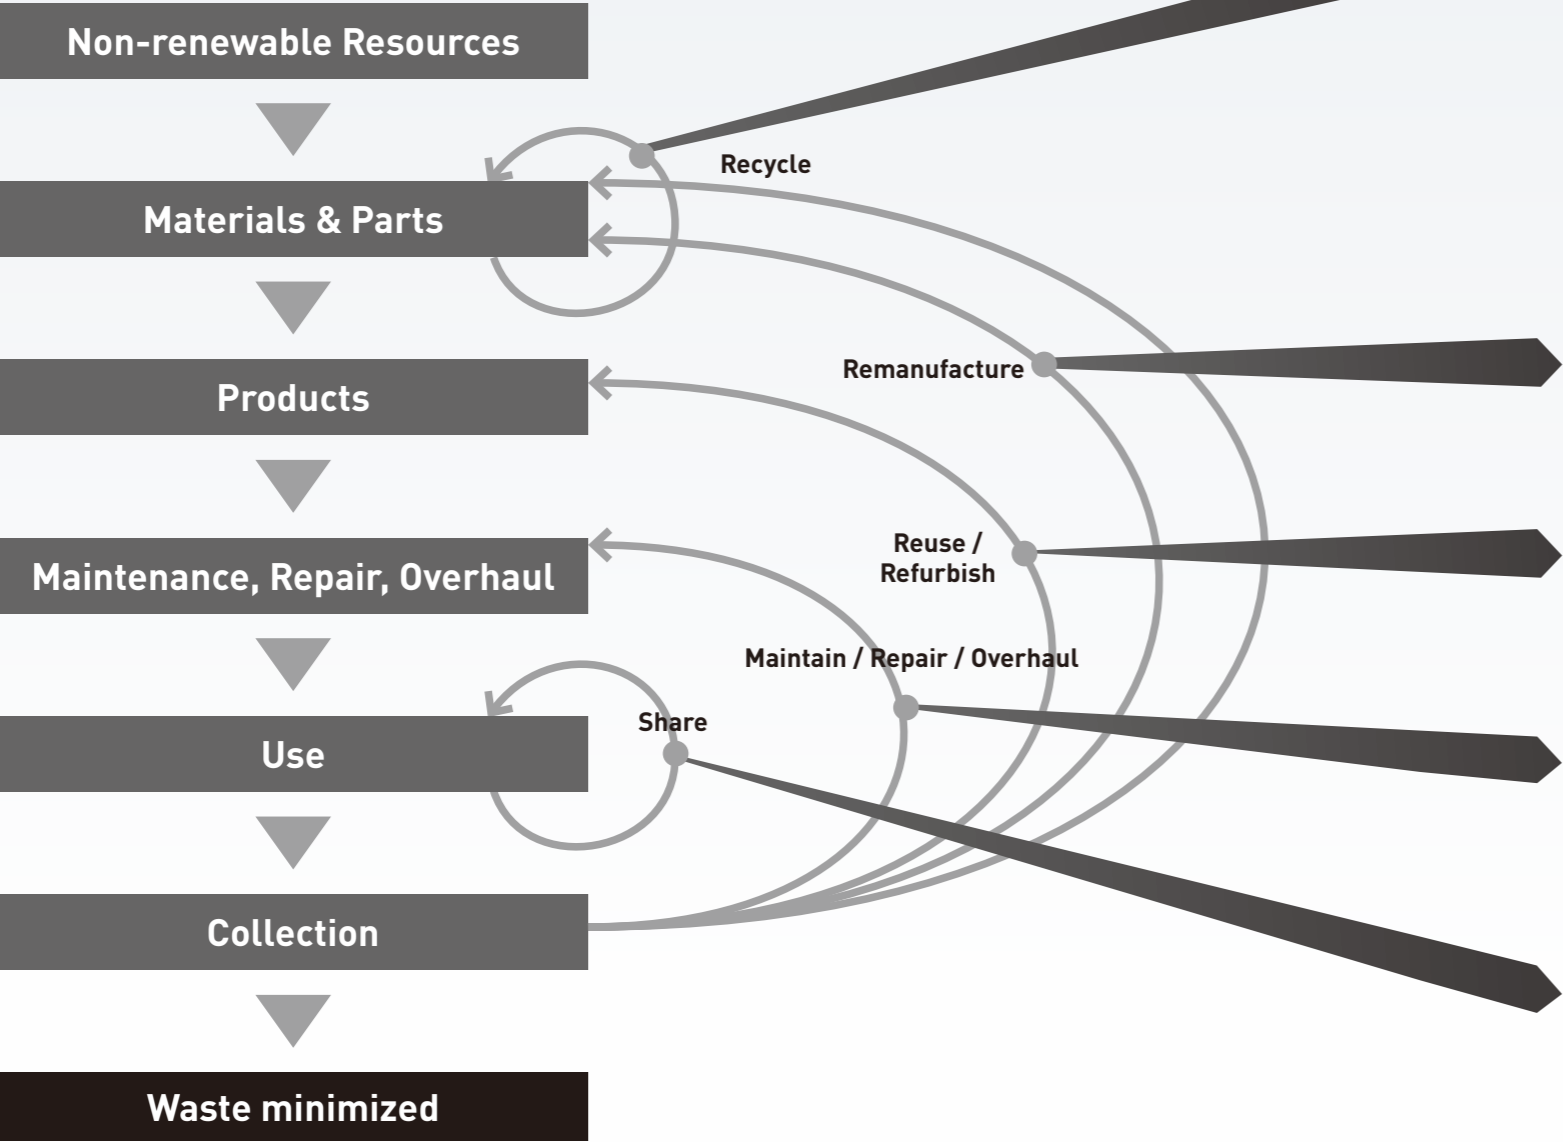 Non-renewable Resources
Recycle
Materials & Parts
Remanufacture
Products
Reuse /
Refurbish
Maintenance, Repair, Overhaul
Maintain / Repair / Overhaul
Share
Use
Collection
Waste minimized